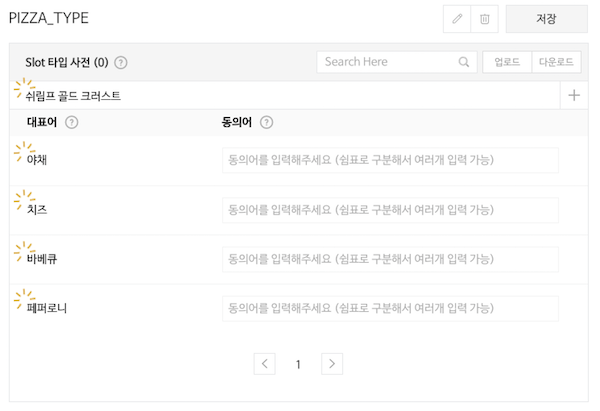 PIZZA_TYPE 저장
Slot 타입 사전 (0) ? Search Here 업로드 다운로드
쉬림프 골드 크러스트 +
대표어 ? 동의어 ?
야채 동의어를 입력해주세요 (쉼표로 구분해서 여러개 입력 가능)
치즈 동의어를 입력해주세요 (쉼표로 구분해서 여러개 입력 가능)
바베큐 동의어를 입력해주세요 (쉼표로 구분해서 여러개 입력 가능)
페퍼로니 동의어를 입력해주세요 (쉼표로 구분해서 여러개 입력 가능)
< 1 >